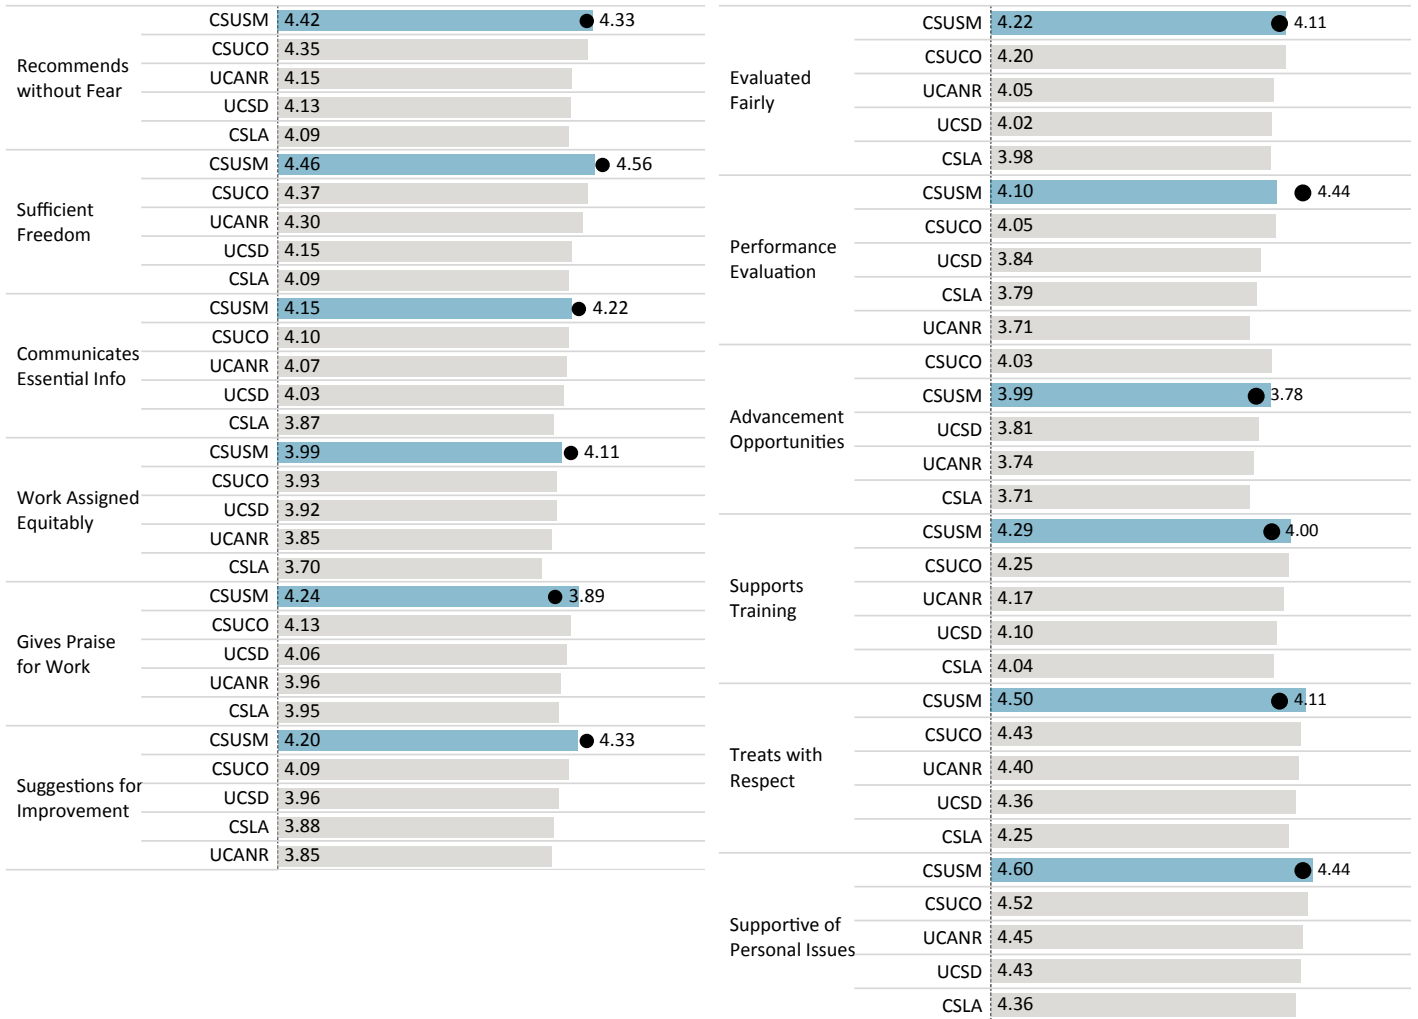 CSUSM 4.42 4.33
CSUCO 4.35
Recommends
without Fear
UCANR 4.15
UCSD 4.13
CSLA 4.09
CSUSM 4.46 4.56
CSUCO 4.37
Sufficient
Freedom
UCANR 4.30
UCSD 4.15
CSLA 4.09
CSUSM 4.15 4.22
CSUCO 4.10
Communicates
Essential Info
UCANR 4.07
UCSD 4.03
CSLA 3.87
CSUSM 3.99 4.11
CSUCO 3.93
Work Assigned
Equitably
UCSD 3.92
UCANR 3.85
CSLA 3.70
CSUSM 4.24 3.89
CSUCO 4.13
Gives Praise
for Work
UCSD 4.06
UCANR 3.96
CSLA 3.95
CSUSM 4.20 4.33
CSUCO 4.09
Suggestions for
Improvement
UCSD 3.96
CSLA 3.88
UCANR 3.85
CSUSM 4.22 4.11
CSUCO 4.20
Evaluated
Fairly
UCANR 4.05
UCSD 4.02
CSLA 3.98
CSUSM 4.10 4.44
CSUCO 4.05
Performance
Evaluation
UCSD 3.84
CSLA 3.79
UCANR 3.71
CSUCO 4.03
CSUSM 3.99 3.78
Advancement
Opportunities
UCSD 3.81
UCANR 3.74
CSLA 3.71
CSUSM 4.29 4.00
CSUCO 4.25
Supports
Training
UCANR 4.17
UCSD 4.10
CSLA 4.04
CSUSM 4.50 4.11
CSUCO 4.43
Treats with
Respect
UCANR 4.40
UCSD 4.36
CSLA 4.25
CSUSM 4.60 4.44
CSUCO 4.52
Supportive of
Personal Issues
UCANR 4.45
UCSD 4.43
CSLA 4.36